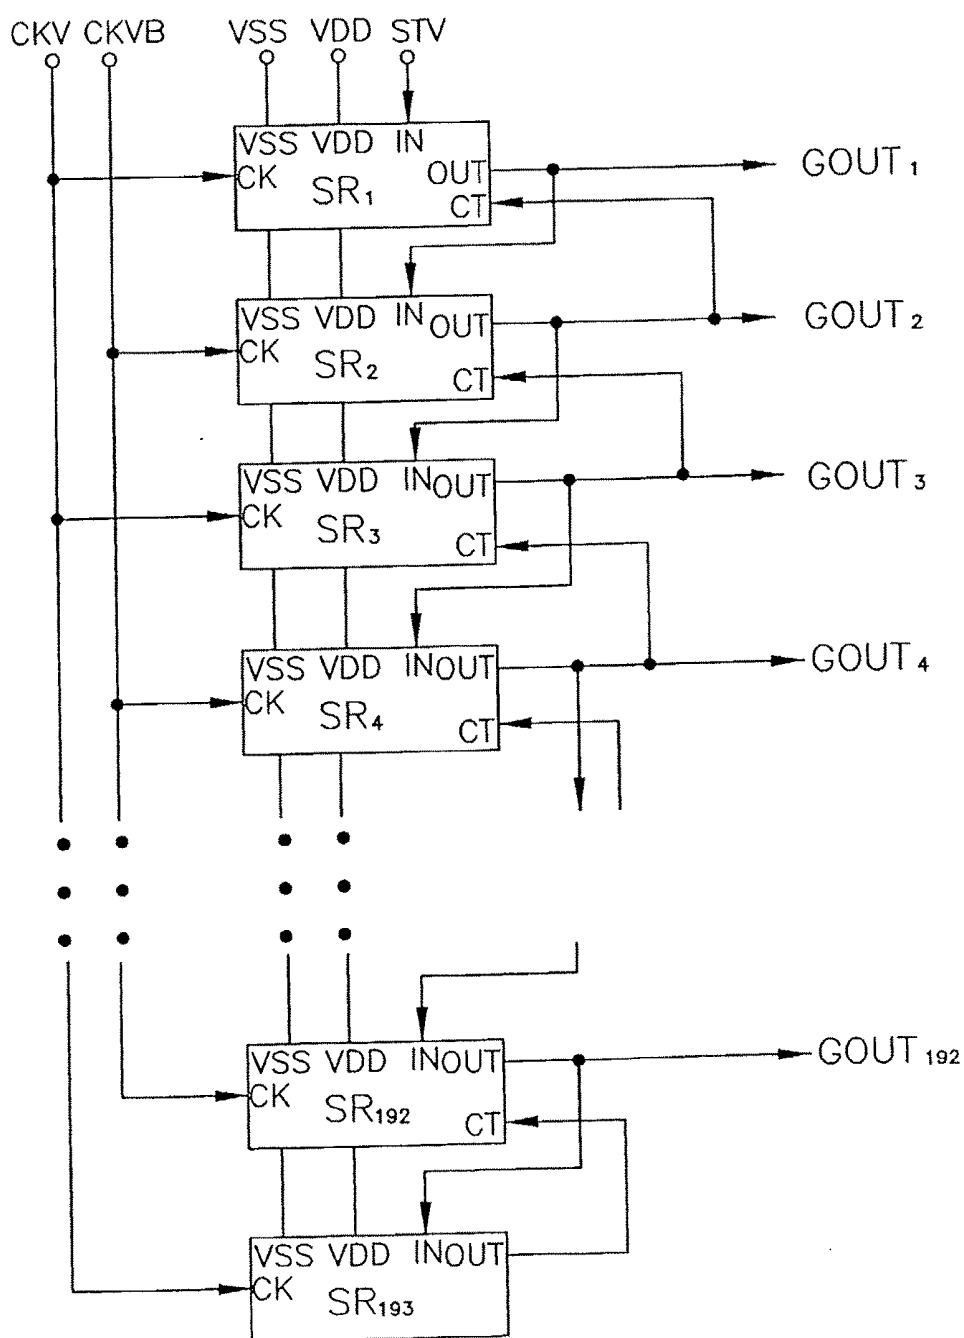 CKV CKVB VSS VDD STV
VSS VDD IN
CK SR1 OUT GOUT1
CT
VSS VDD IN OUT GOUT2
CK SR2
CT
VSS VDD IN OUT GOUT3
CK SR3
CT
VSS VDD IN OUT GOUT4
CK SR4
CT
VSS VDD IN OUT GOUT192
CK SR192
CT
VSS VDD IN OUT
CK SR193